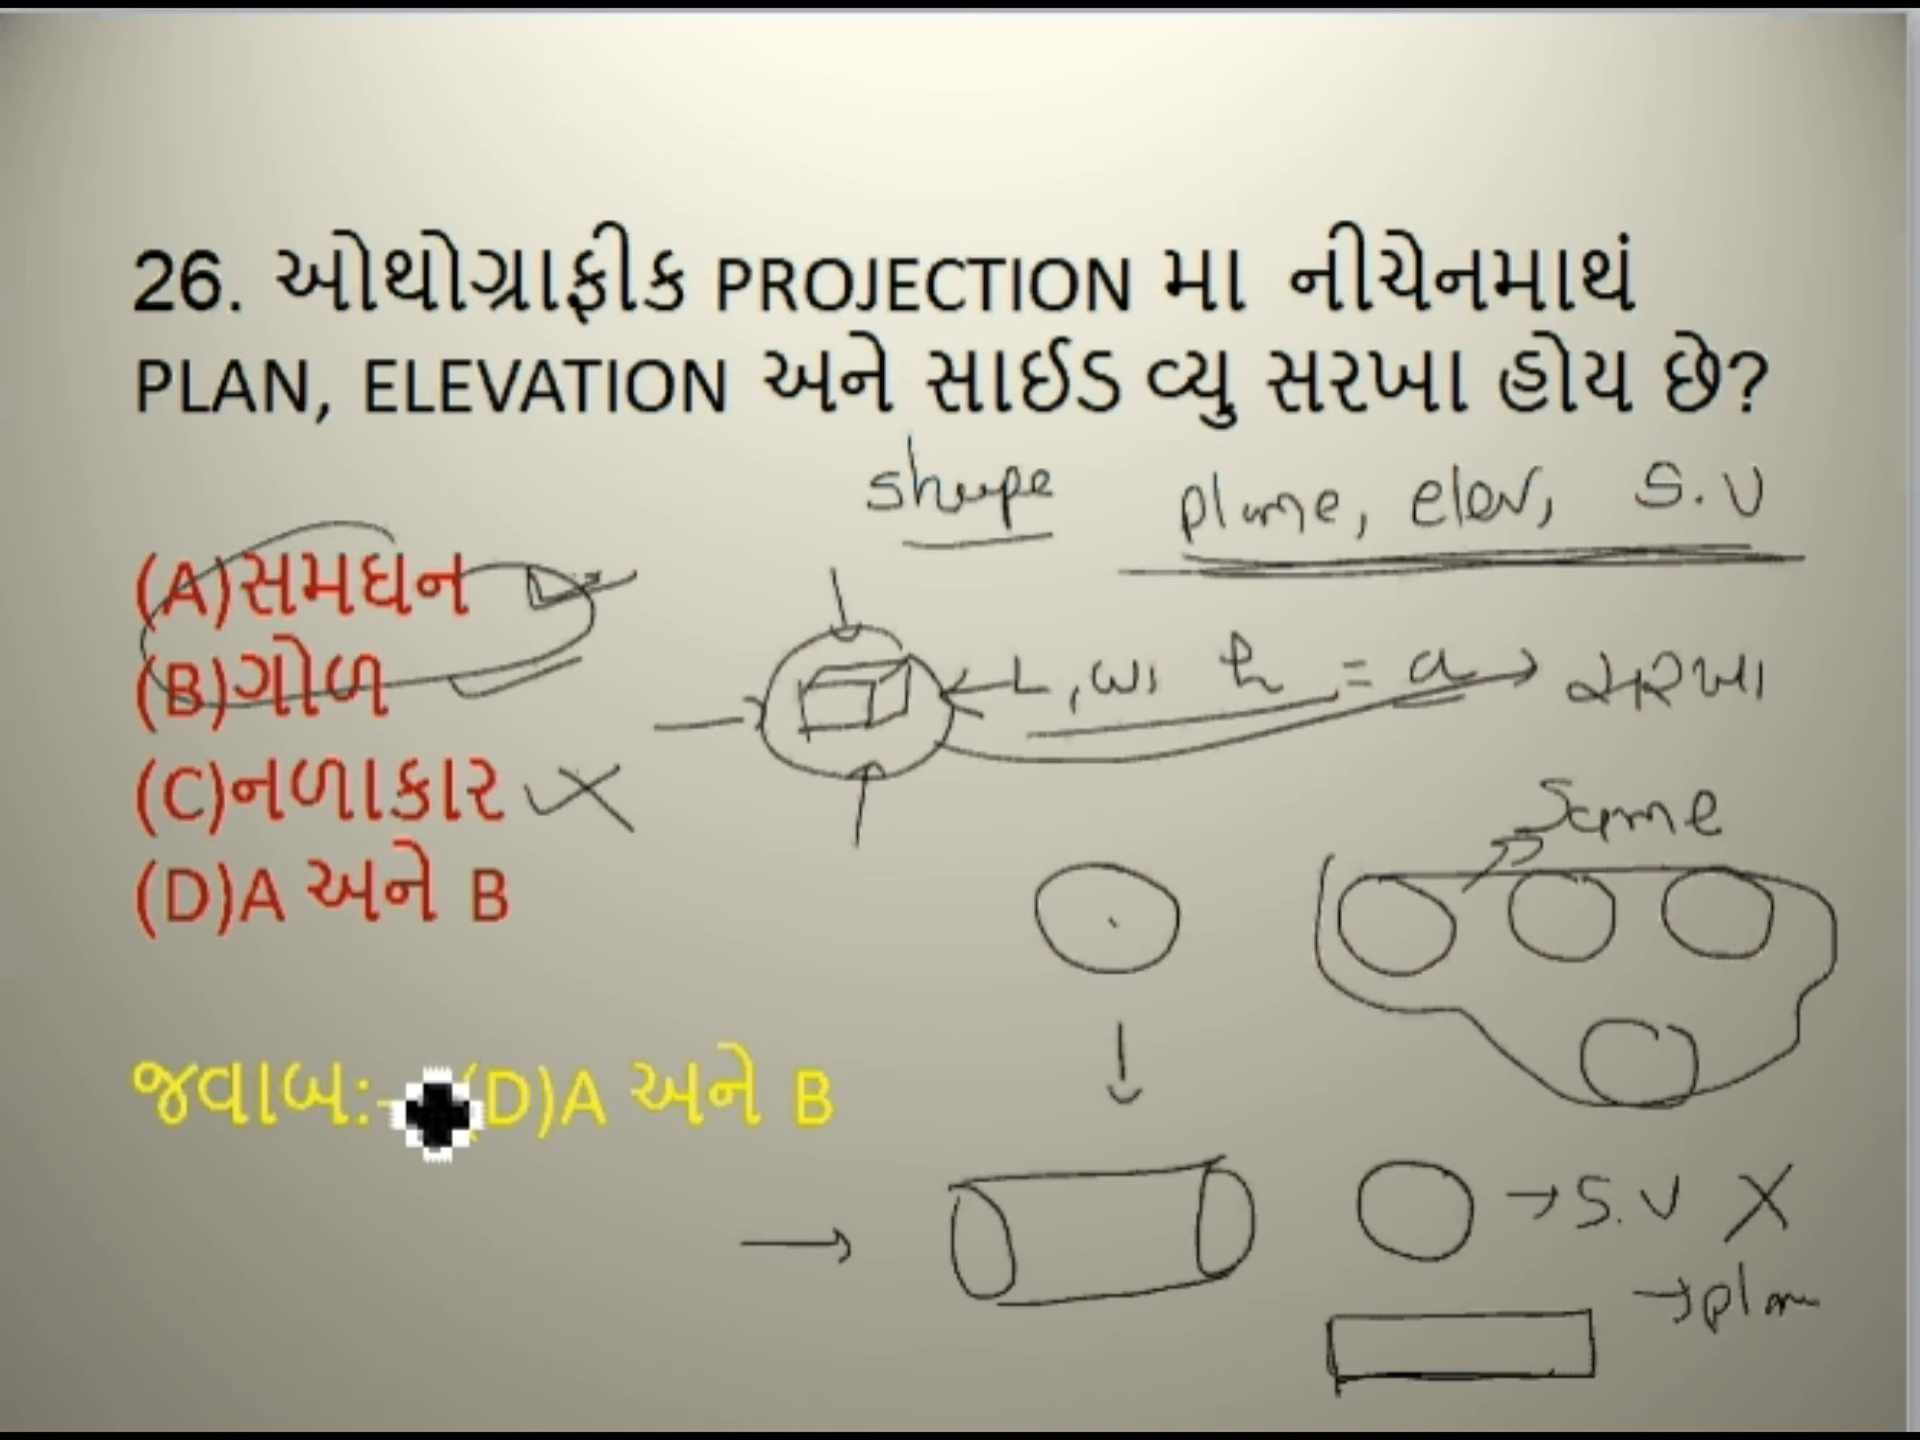 26. ઓથોગ્રાફીક PROJECTION મા નીચેનમાથં
PLAN, ELEVATION અને સાઈડ વ્યુ સરખા હોય છે?
shape plane, elev, S.V
(A)સમઘન
(B)ગોળ
L, w, h = a → સરખા
(C)નળાકાર
Same
(D)A અને B
જવાબ:- (D)A અને B
→ S.V X
→ plan